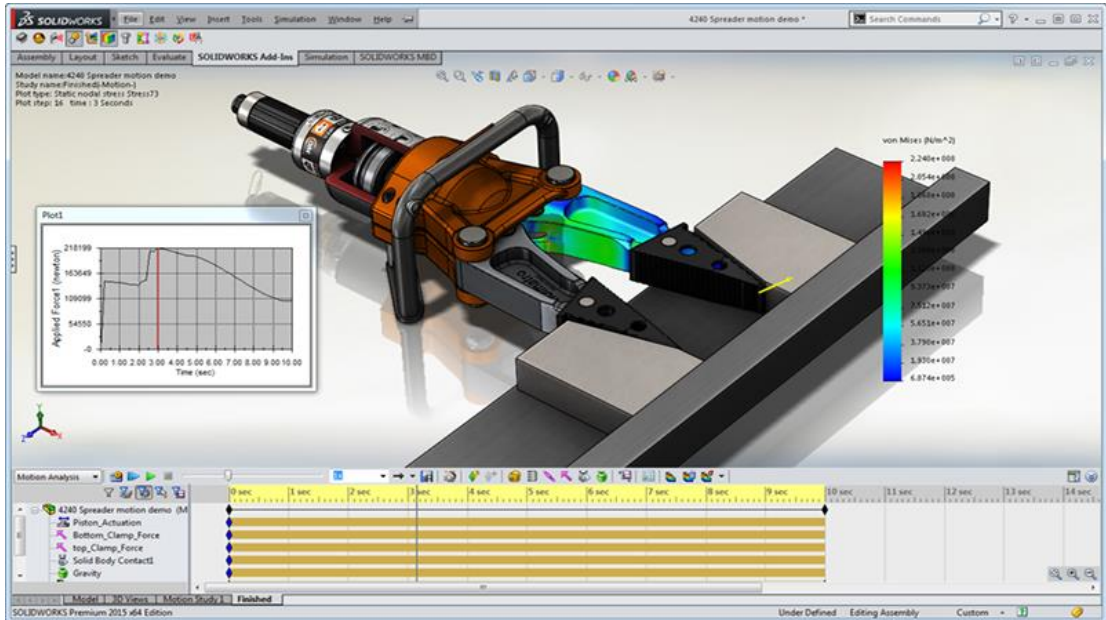 SOLIDWORKS File Edit View Insert Tools Simulation Window Help 4240 Spreader motion demo * Search Commands
Assembly Layout Sketch Evaluate SOLIDWORKS Add-Ins Simulation SOLIDWORKS MBD
Model name:4240 Spreader motion demo
Study name:Finished(-Motion-)
Plot type: Static nodal stress Stress73
Plot step: 16 time : 3 Seconds
von Mises (N/m^2)
2.240e+008
2.054e+008
5.651e+007
3.790e+007
1.930e+007
6.874e+005
Plot1
Applied Force1 (newton)
218199
163649
109099
54550
-0
0.00 1.00 2.00 3.00 4.00 5.00 6.00 7.00 8.00 9.00 10.00
Time (sec)
Motion Analysis
0 sec 1 sec 2 sec 3 sec 4 sec 5 sec 6 sec 7 sec 8 sec 9 sec 10 sec 11 sec 12 sec 13 sec 14 sec
4240 Spreader motion demo (M
Piston_Actuation
Bottom_Clamp_Force
top_Clamp_Force
Solid Body Contact1
Gravity
Model 3D Views Motion Study 1 Finished
SOLIDWORKS Premium 2015 x64 Edition Under Defined Editing Assembly Custom